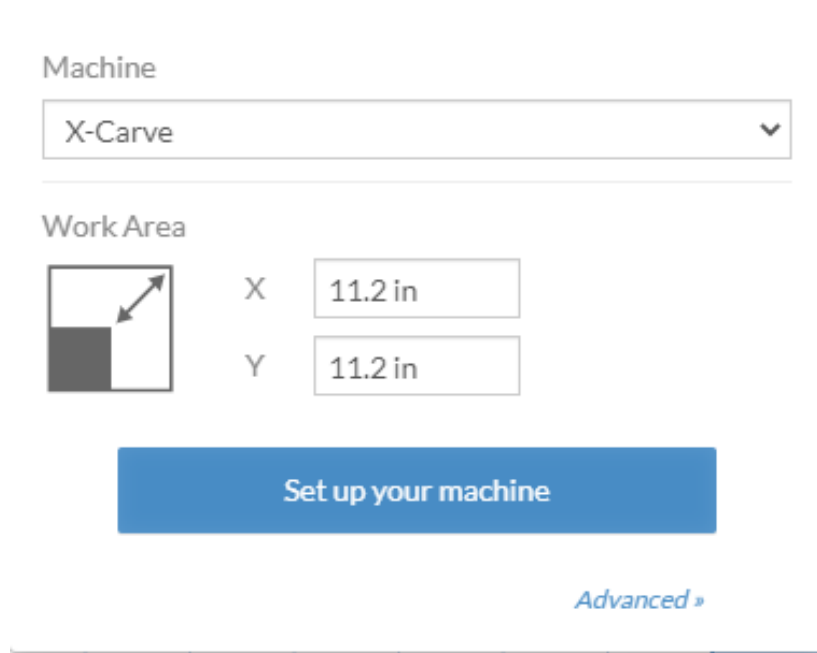 Machine
X-Carve
Work Area
X 11.2 in
Y 11.2 in
Set up your machine
Advanced »